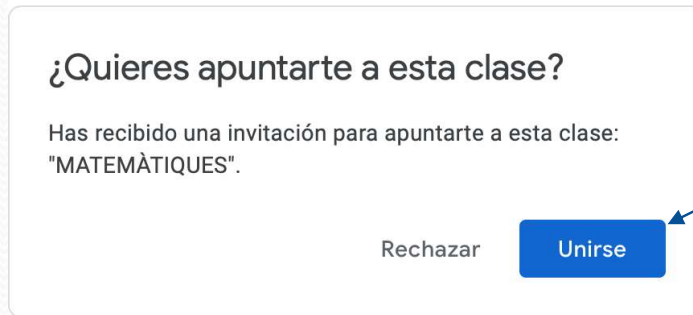 ¿Quieres apuntarte a esta clase?
Has recibido una invitación para apuntarte a esta clase:
"MATEMÀTIQUES".
Rechazar
Unirse